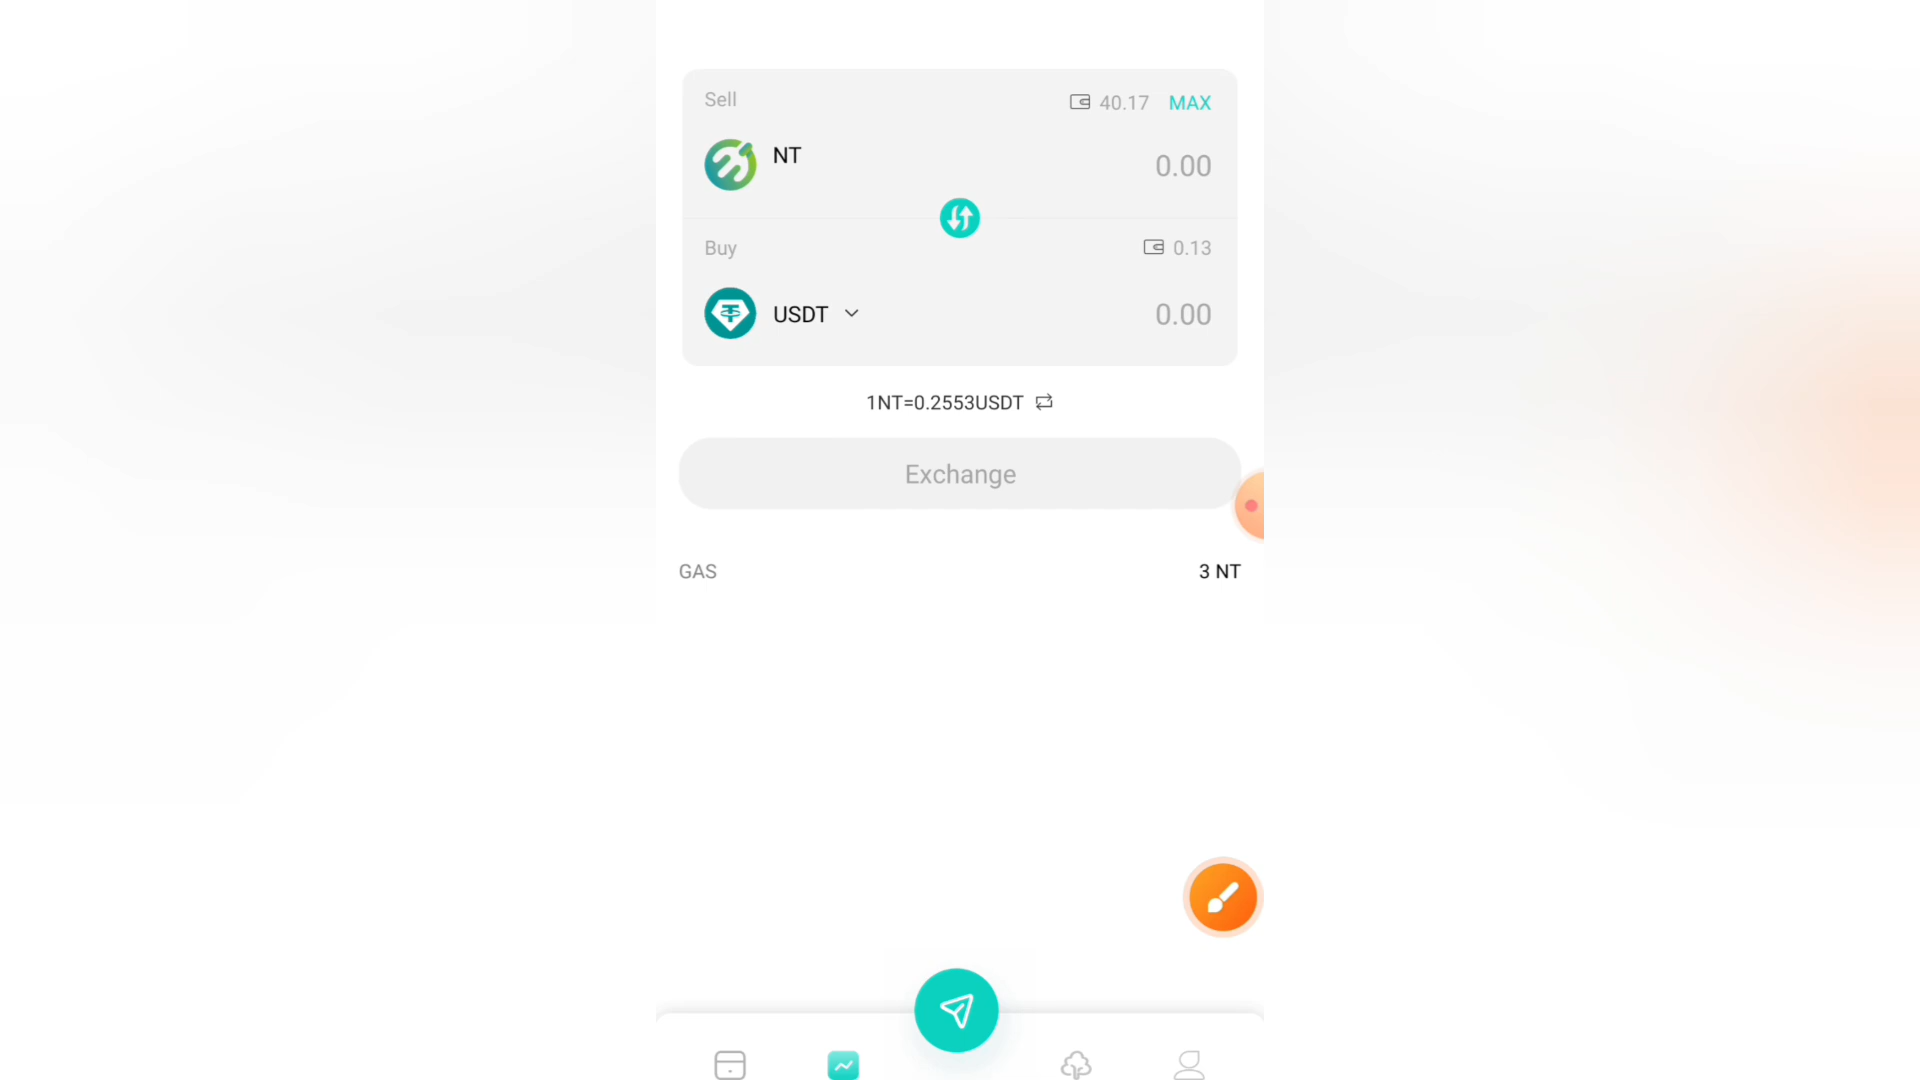 Sell 40.17 MAX
NT 0.00
Buy 0.13
USDT 0.00
1NT=0.2553USDT
Exchange
GAS 3 NT